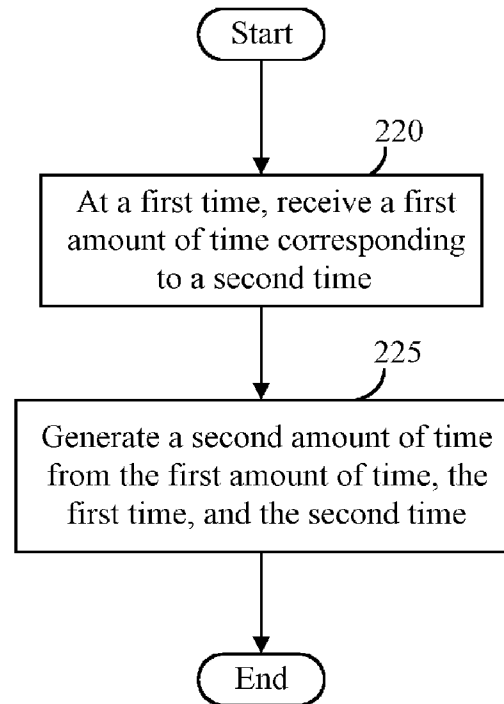 Start
220
At a first time, receive a first
amount of time corresponding
to a second time
225
Generate a second amount of time
from the first amount of time, the
first time, and the second time
End